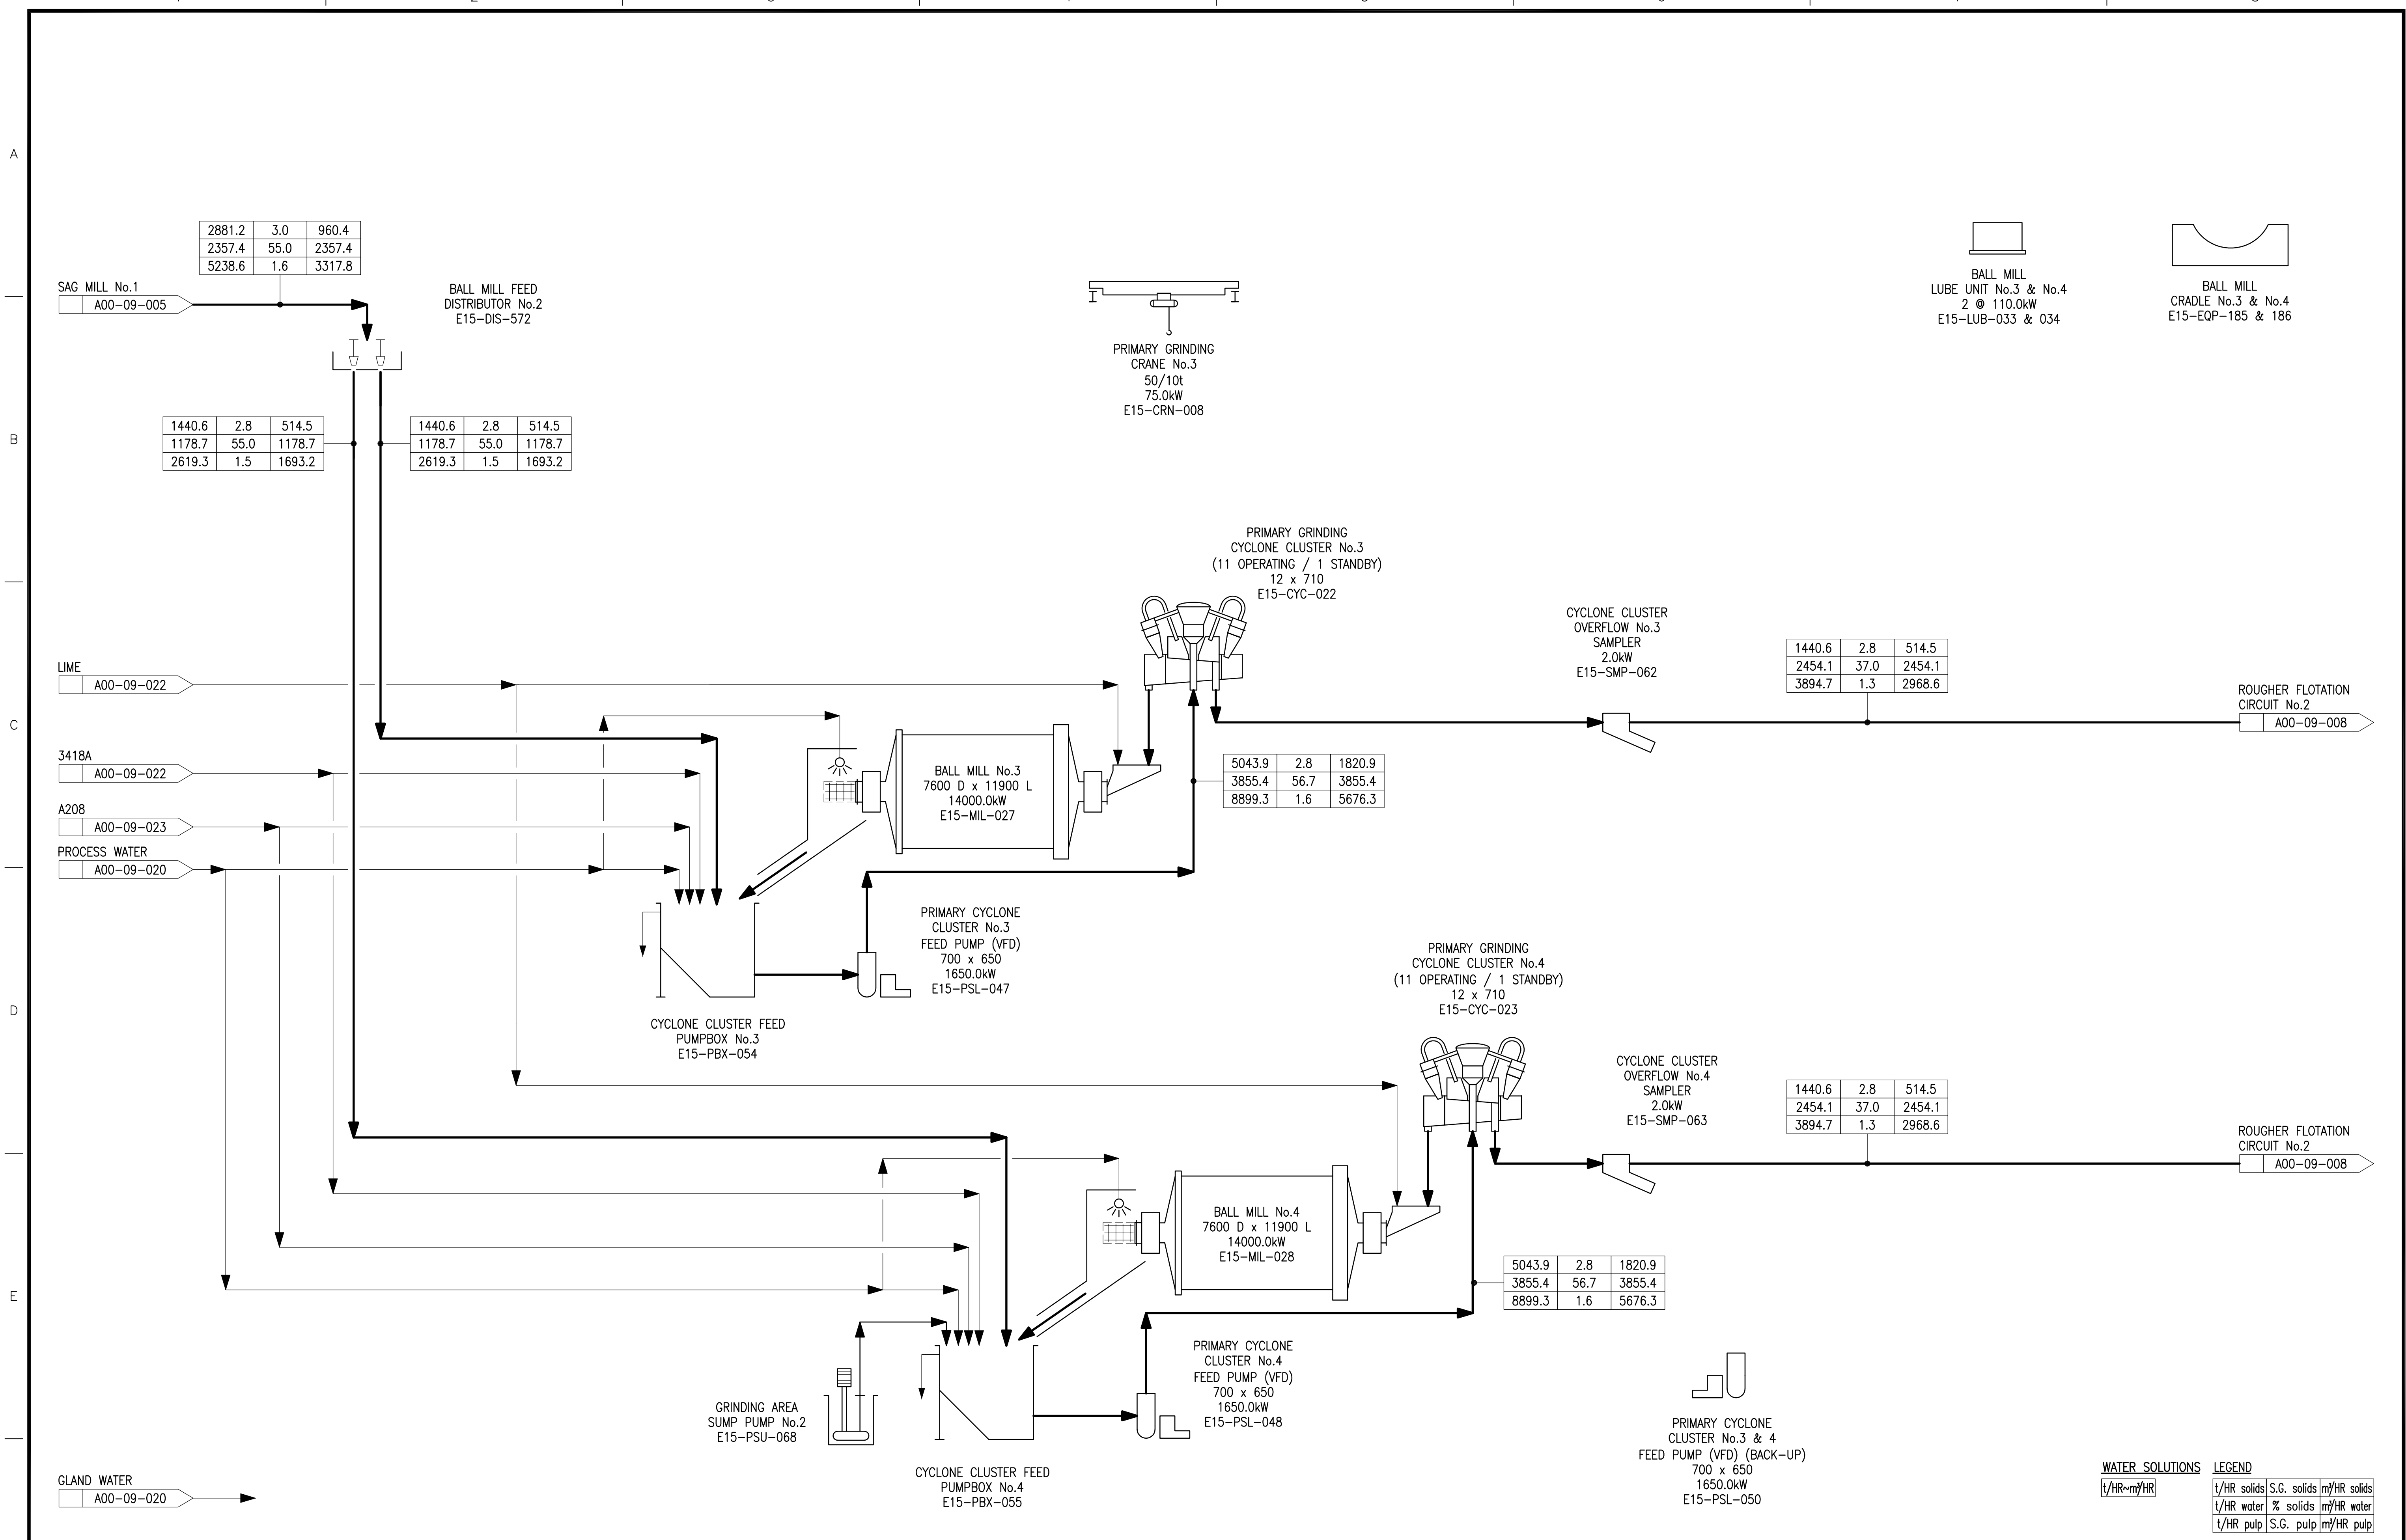 2881.2 3.0 960.4
2357.4 55.0 2357.4
5238.6 1.6 3317.8
SAG MILL No.1
A00-09-005
BALL MILL FEED
DISTRIBUTOR No.2
E15-DIS-572
PRIMARY GRINDING
CRANE No.3
50/10t
75.0kW
E15-CRN-008
BALL MILL
LUBE UNIT No.3 & No.4
2 @ 110.0kW
E15-LUB-033 & 034
BALL MILL
CRADLE No.3 & No.4
E15-EQP-185 & 186
A
B
C
D
E
1440.6 2.8 514.5
1178.7 55.0 1178.7
2619.3 1.5 1693.2
1440.6 2.8 514.5
1178.7 55.0 1178.7
2619.3 1.5 1693.2
PRIMARY GRINDING
CYCLONE CLUSTER No.3
(11 OPERATING / 1 STANDBY)
12 x 710
E15-CYC-022
CYCLONE CLUSTER
OVERFLOW No.3
SAMPLER
2.0kW
E15-SMP-062
1440.6 2.8 514.5
2454.1 37.0 2454.1
3894.7 1.3 2968.6
ROUGHER FLOTATION
CIRCUIT No.2
A00-09-008
LIME
A00-09-022
3418A
A00-09-022
A208
A00-09-023
PROCESS WATER
A00-09-020
BALL MILL No.3
7600 D x 11900 L
14000.0kW
E15-MIL-027
5043.9 2.8 1820.9
3855.4 56.7 3855.4
8899.3 1.6 5676.3
PRIMARY CYCLONE
CLUSTER No.3
FEED PUMP (VFD)
700 x 650
1650.0kW
E15-PSL-047
CYCLONE CLUSTER FEED
PUMPBOX No.3
E15-PBX-054
PRIMARY GRINDING
CYCLONE CLUSTER No.4
(11 OPERATING / 1 STANDBY)
12 x 710
E15-CYC-023
CYCLONE CLUSTER
OVERFLOW No.4
SAMPLER
2.0kW
E15-SMP-063
1440.6 2.8 514.5
2454.1 37.0 2454.1
3894.7 1.3 2968.6
ROUGHER FLOTATION
CIRCUIT No.2
A00-09-008
BALL MILL No.4
7600 D x 11900 L
14000.0kW
E15-MIL-028
5043.9 2.8 1820.9
3855.4 56.7 3855.4
8899.3 1.6 5676.3
PRIMARY CYCLONE
CLUSTER No.4
FEED PUMP (VFD)
700 x 650
1650.0kW
E15-PSL-048
GRINDING AREA
SUMP PUMP No.2
E15-PSU-068
CYCLONE CLUSTER FEED
PUMPBOX No.4
E15-PBX-055
PRIMARY CYCLONE
CLUSTER No.3 & 4
FEED PUMP (VFD) (BACK-UP)
700 x 650
1650.0kW
E15-PSL-050
GLAND WATER
A00-09-020
WATER SOLUTIONS
t/HR~m³/HR
LEGEND
t/HR solids S.G. solids m³/HR solids
t/HR water % solids m³/HR water
t/HR pulp S.G. pulp m³/HR pulp